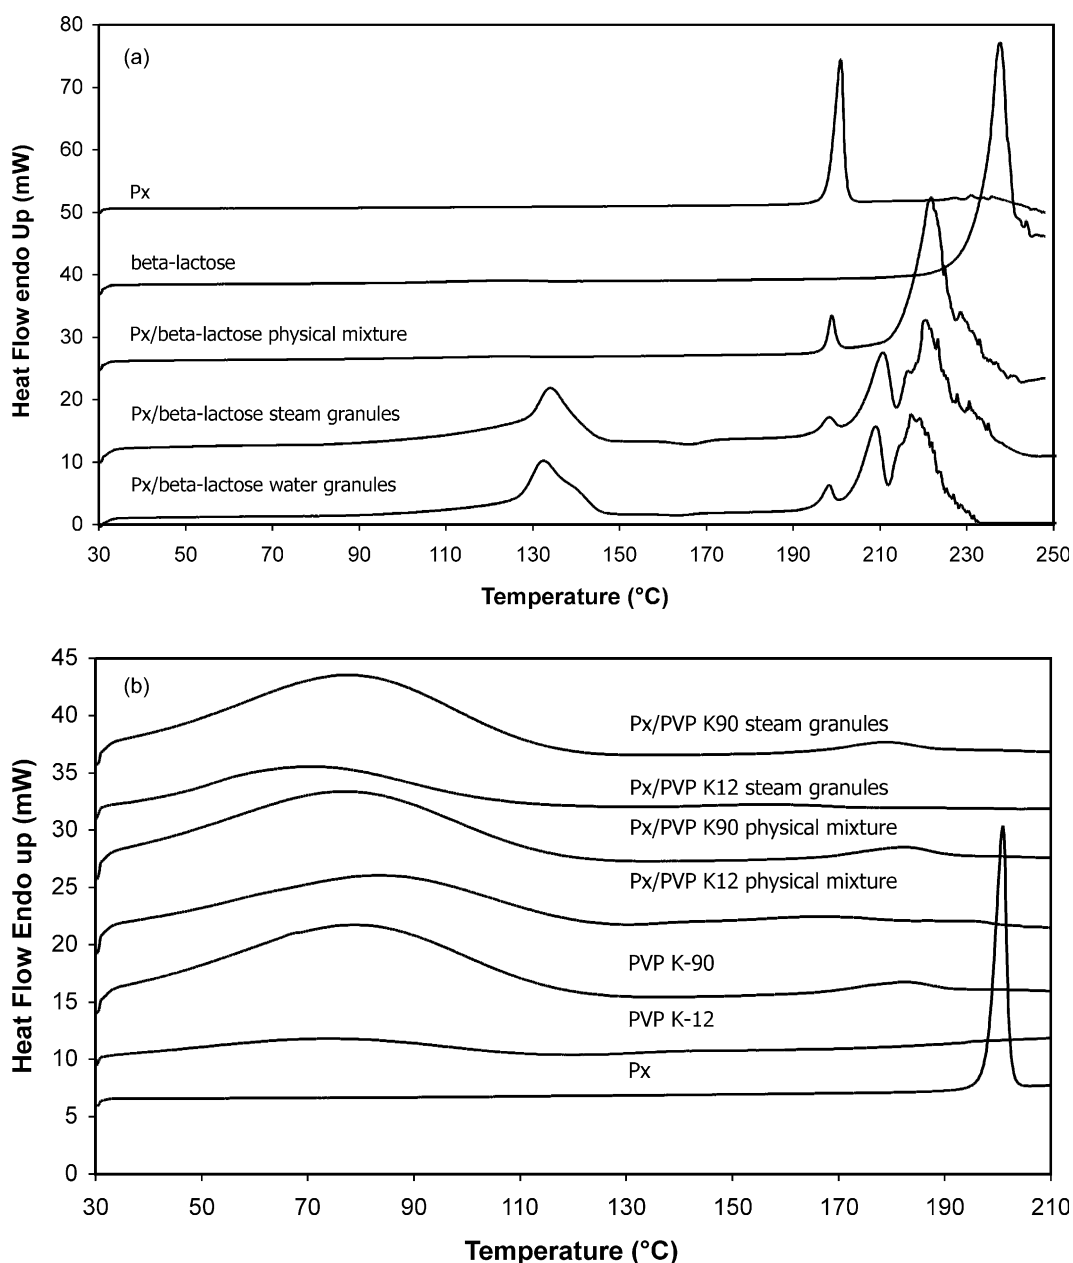 80
(a)
70
60
Px
50
beta-lactose
40
Px/beta-lactose physical mixture
30
20
Px/beta-lactose steam granules
10
Px/beta-lactose water granules
0
Heat Flow endo Up (mW)
30 50 70 90 110 130 150 170 190 210 230 250
Temperature (°C)
45
(b)
40
Px/PVP K90 steam granules
35
Px/PVP K12 steam granules
30
Px/PVP K90 physical mixture
25
Px/PVP K12 physical mixture
20
PVP K-90
15
PVP K-12
10
Px
5
0
Heat Flow Endo up (mW)
30 50 70 90 110 130 150 170 190 210
Temperature (°C)